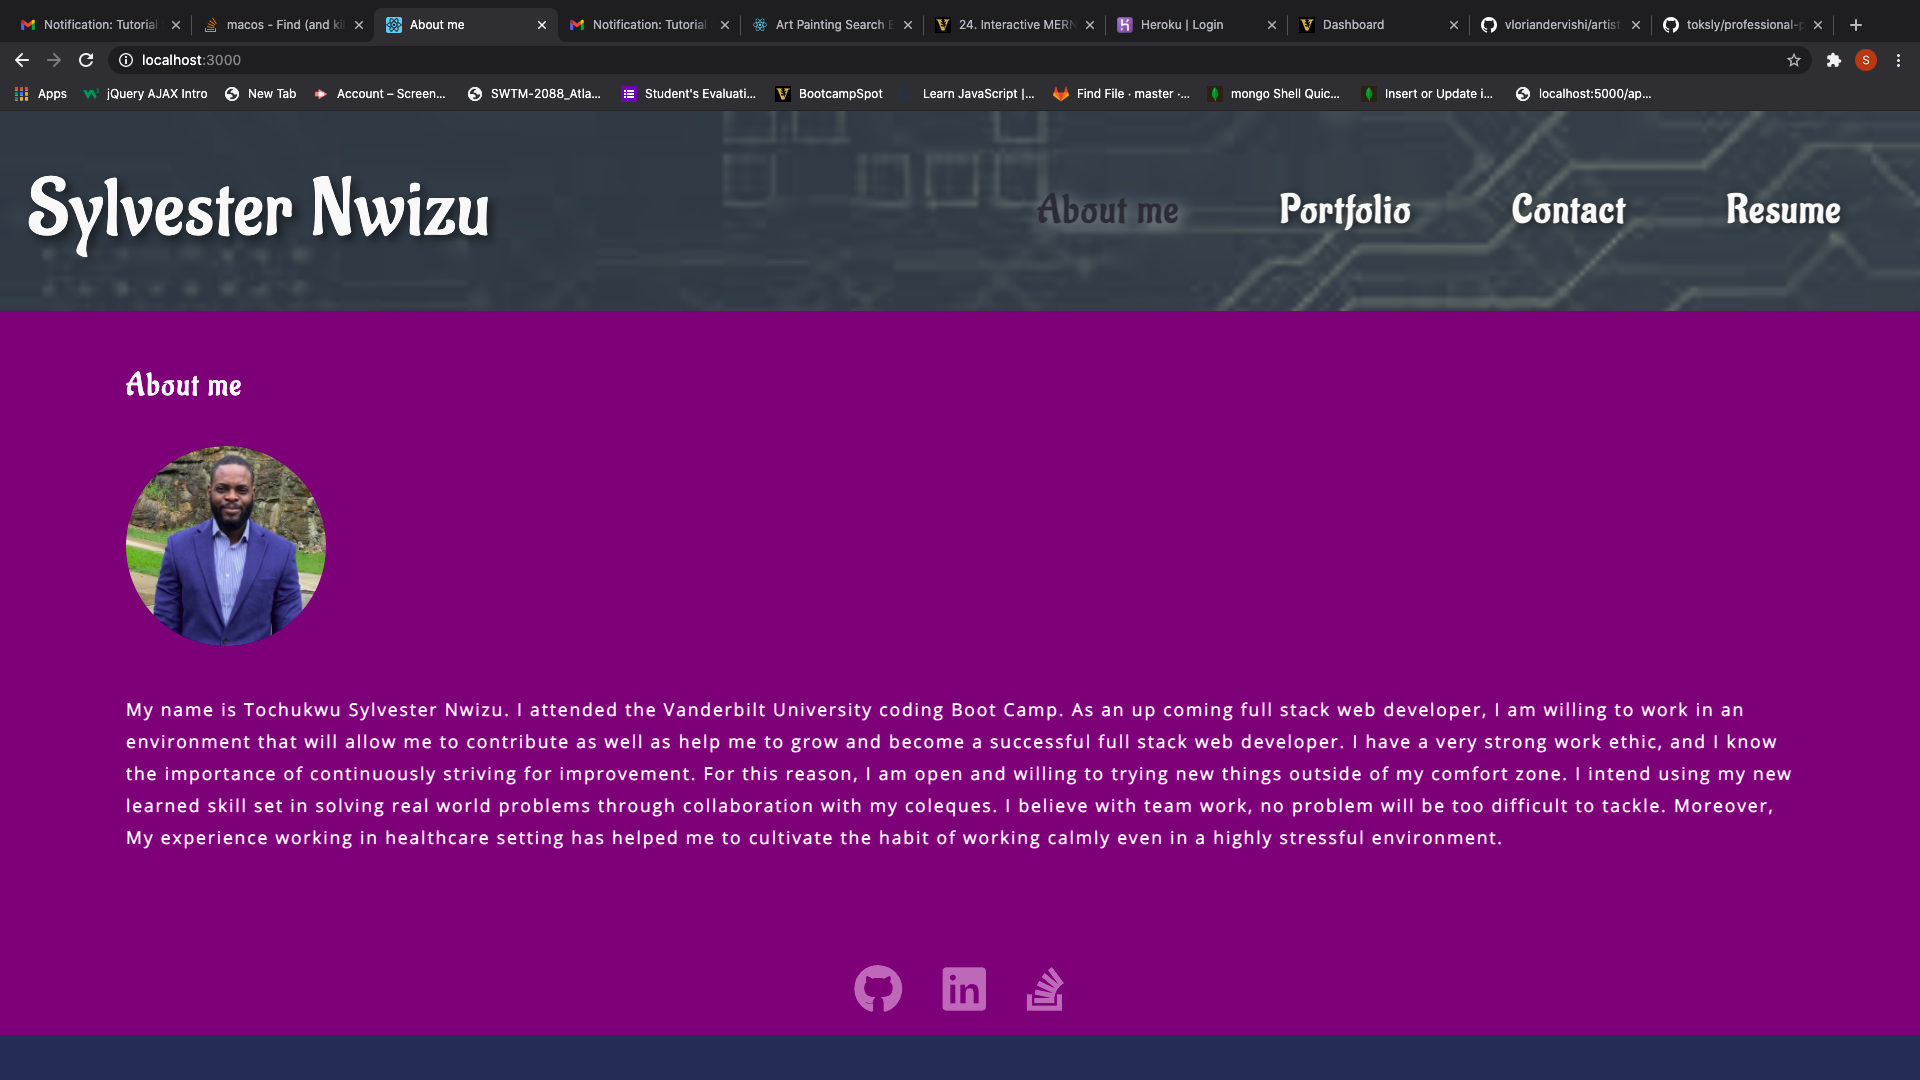 Notification: Tutorial
macos - Find (and ki
About me
Notification: Tutorial
Art Painting Search E
24. Interactive MERN
Heroku | Login
Dashboard
vloriandervishi/artist
toksly/professional-p
localhost:3000
S
Apps
jQuery AJAX Intro
New Tab
Account – Screen...
SWTM-2088_Atla...
Student's Evaluati...
BootcampSpot
Learn JavaScript |...
Find File · master ·...
mongo Shell Quic...
Insert or Update i...
localhost:5000/ap...
Sylvester Nwizu
About me
Portfolio
Contact
Resume
About me
My name is Tochukwu Sylvester Nwizu. I attended the Vanderbilt University coding Boot Camp. As an up coming full stack web developer, I am willing to work in an
environment that will allow me to contribute as well as help me to grow and become a successful full stack web developer. I have a very strong work ethic, and I know
the importance of continuously striving for improvement. For this reason, I am open and willing to trying new things outside of my comfort zone. I intend using my new
learned skill set in solving real world problems through collaboration with my coleques. I believe with team work, no problem will be too difficult to tackle. Moreover,
My experience working in healthcare setting has helped me to cultivate the habit of working calmly even in a highly stressful environment.
in